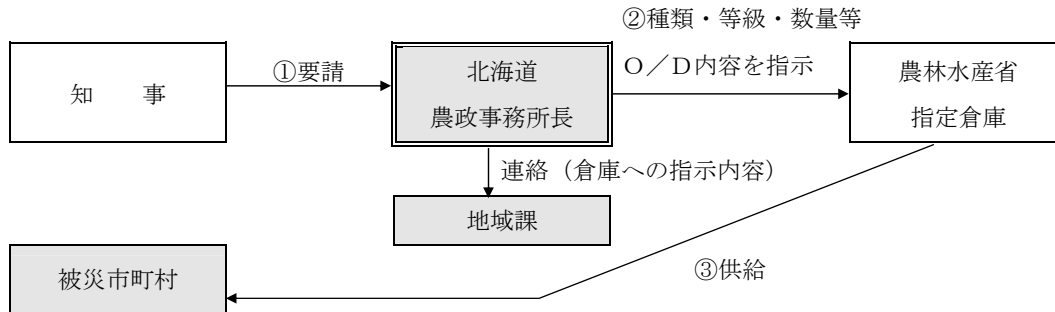 ②種類・等級・数量等
①要請
O/D内容を指示
知　　事
北海道
農政事務所長
農林水産省
指定倉庫
連絡（倉庫への指示内容）
地域課
③供給
被災市町村